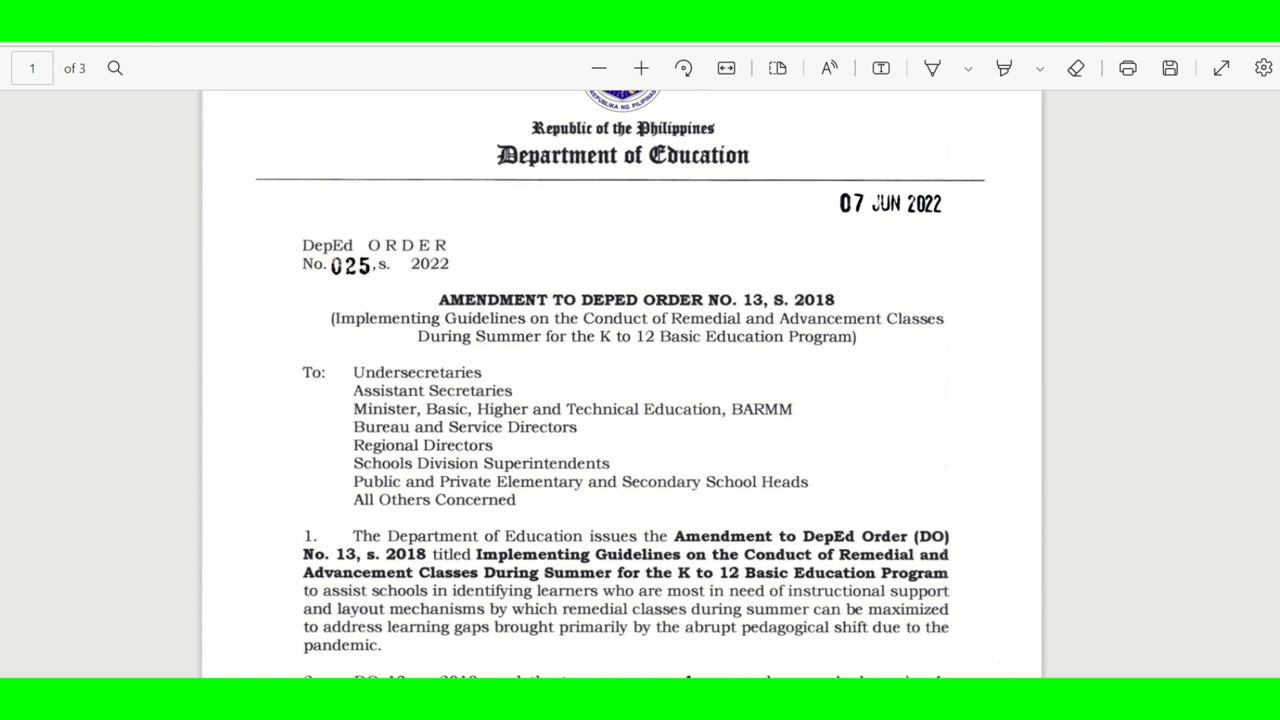 1 of 3
REPUBLIKA NG PILIPINAS
Republic of the Philippines
Department of Education
07 JUN 2022
DepEd ORDER
No. 025, s. 2022
AMENDMENT TO DEPED ORDER NO. 13, S. 2018
(Implementing Guidelines on the Conduct of Remedial and Advancement Classes
During Summer for the K to 12 Basic Education Program)
To: Undersecretaries
Assistant Secretaries
Minister, Basic, Higher and Technical Education, BARMM
Bureau and Service Directors
Regional Directors
Schools Division Superintendents
Public and Private Elementary and Secondary School Heads
All Others Concerned
1. The Department of Education issues the Amendment to DepEd Order (DO)
No. 13, s. 2018 titled Implementing Guidelines on the Conduct of Remedial and
Advancement Classes During Summer for the K to 12 Basic Education Program
to assist schools in identifying learners who are most in need of instructional support
and layout mechanisms by which remedial classes during summer can be maximized
to address learning gaps brought primarily by the abrupt pedagogical shift due to the
pandemic.